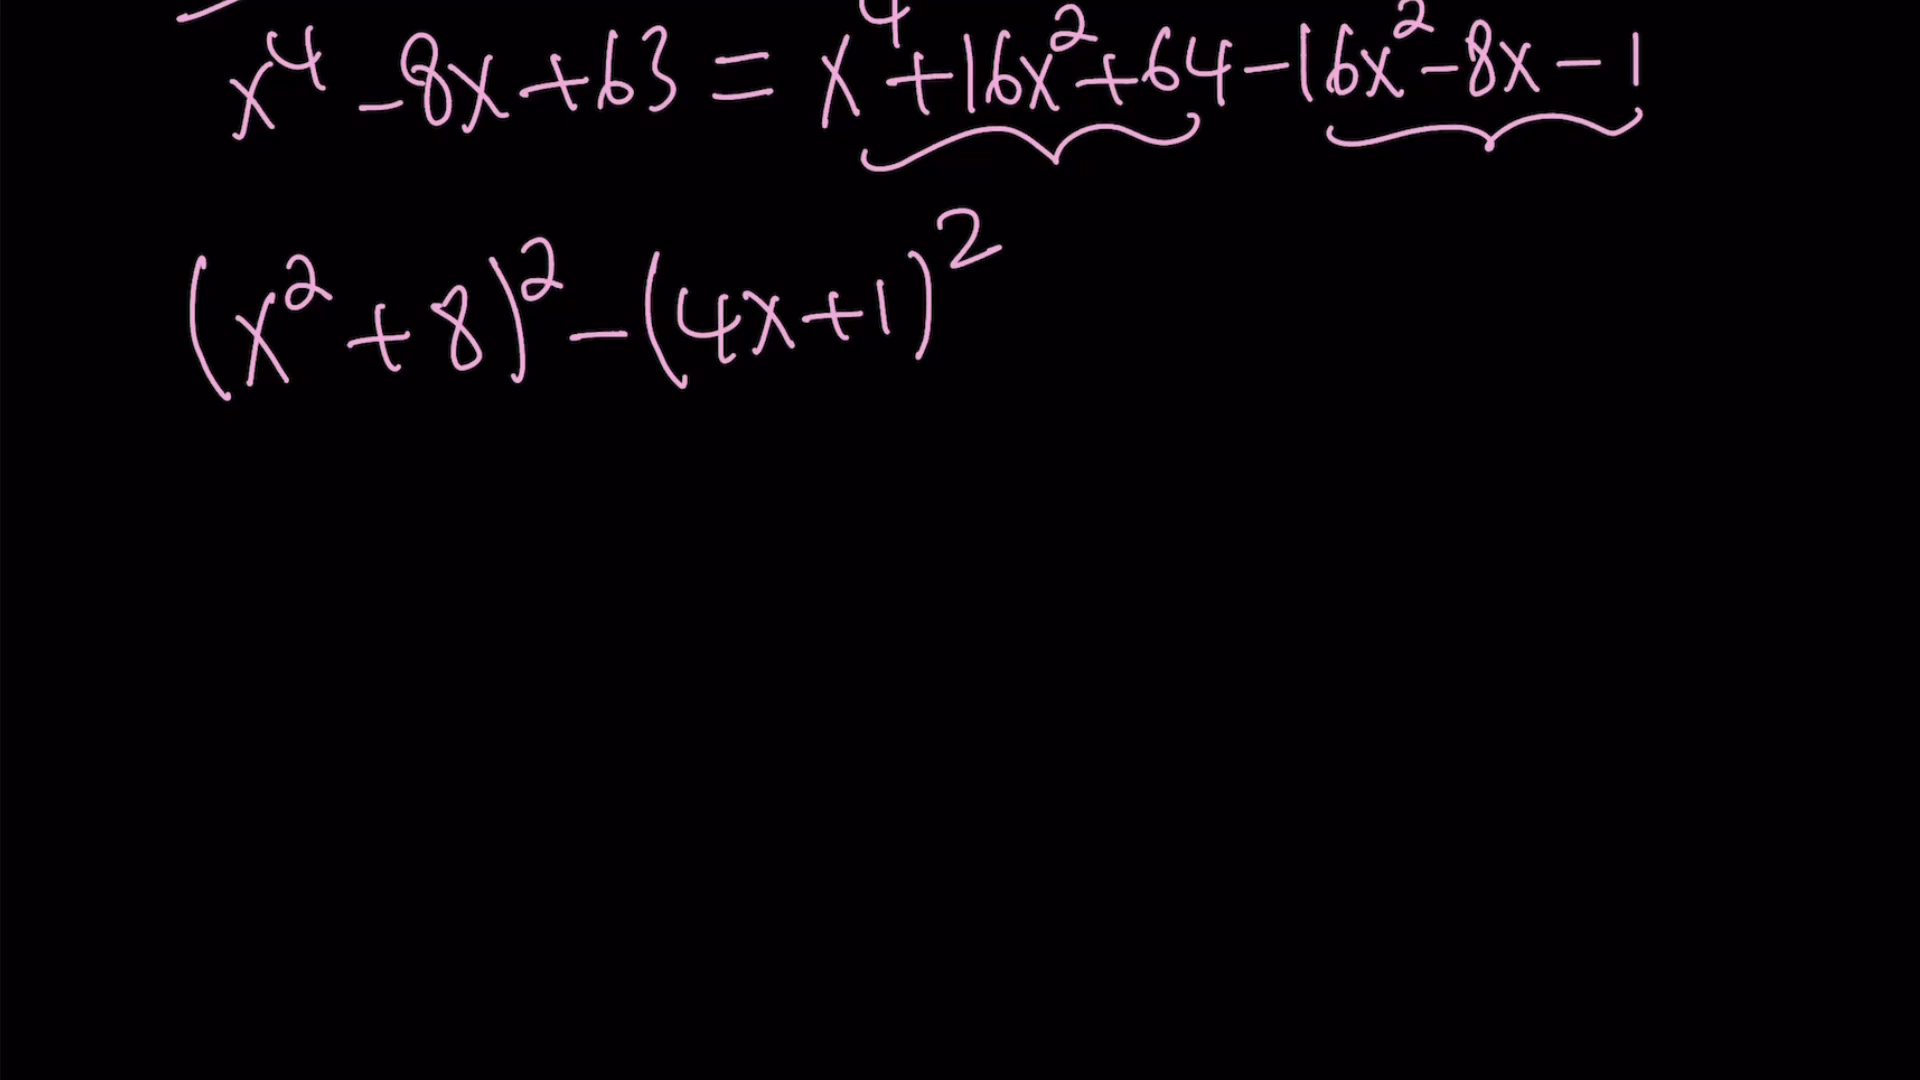 x⁴ - 8x + 63 = x⁴ + 16x² + 64 - 16x² - 8x - 1
(x² + 8)² - (4x + 1)²